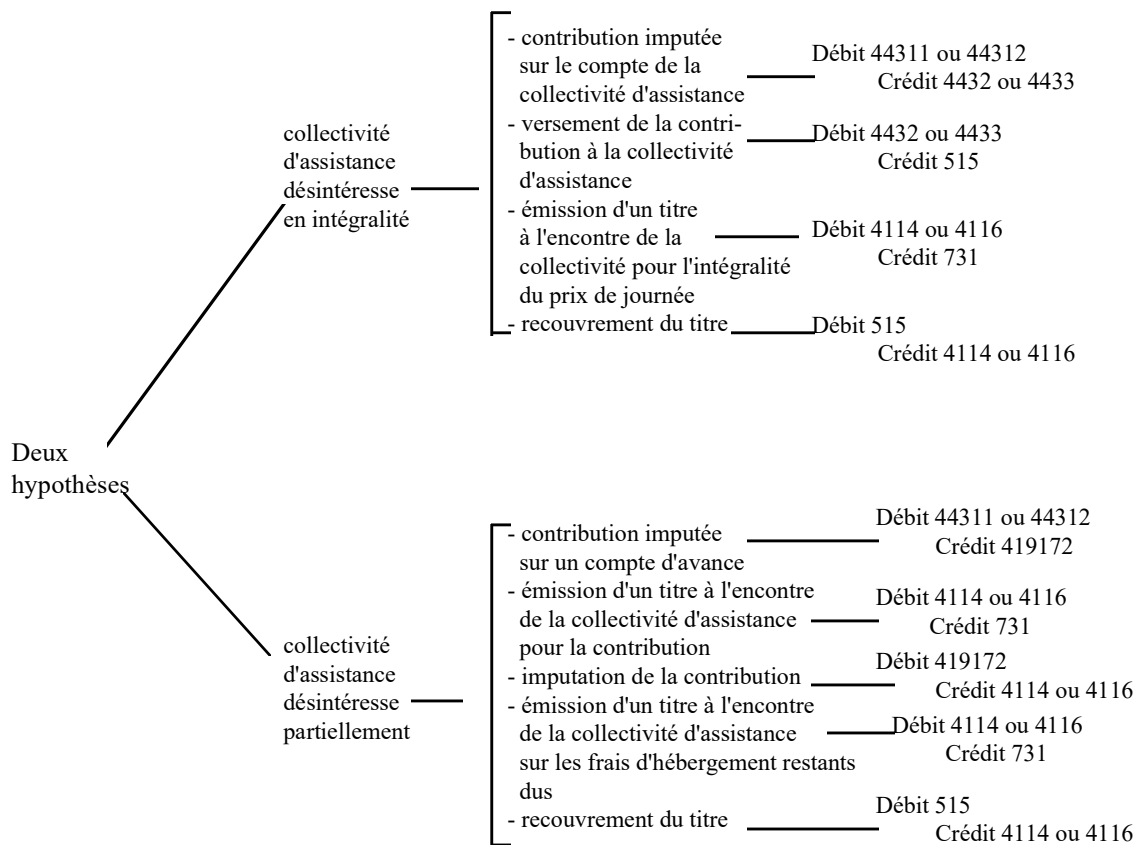 Deux
hypothèses
collectivité
d'assistance
désintéresse
en intégralité
- contribution imputée
sur le compte de la
collectivité d'assistance
Débit 44311 ou 44312
Crédit 4432 ou 4433
- versement de la contri-
bution à la collectivité
d'assistance
Débit 4432 ou 4433
Crédit 515
- émission d'un titre
à l'encontre de la
collectivité pour l'intégralité
du prix de journée
Débit 4114 ou 4116
Crédit 731
- recouvrement du titre
Débit 515
Crédit 4114 ou 4116
collectivité
d'assistance
désintéresse
partiellement
- contribution imputée
sur un compte d'avance
Débit 44311 ou 44312
Crédit 419172
- émission d'un titre à l'encontre
de la collectivité d'assistance
pour la contribution
Débit 4114 ou 4116
Crédit 731
- imputation de la contribution
Débit 419172
Crédit 4114 ou 4116
- émission d'un titre à l'encontre
de la collectivité d'assistance
sur les frais d'hébergement restants
dus
Débit 4114 ou 4116
Crédit 731
- recouvrement du titre
Débit 515
Crédit 4114 ou 4116